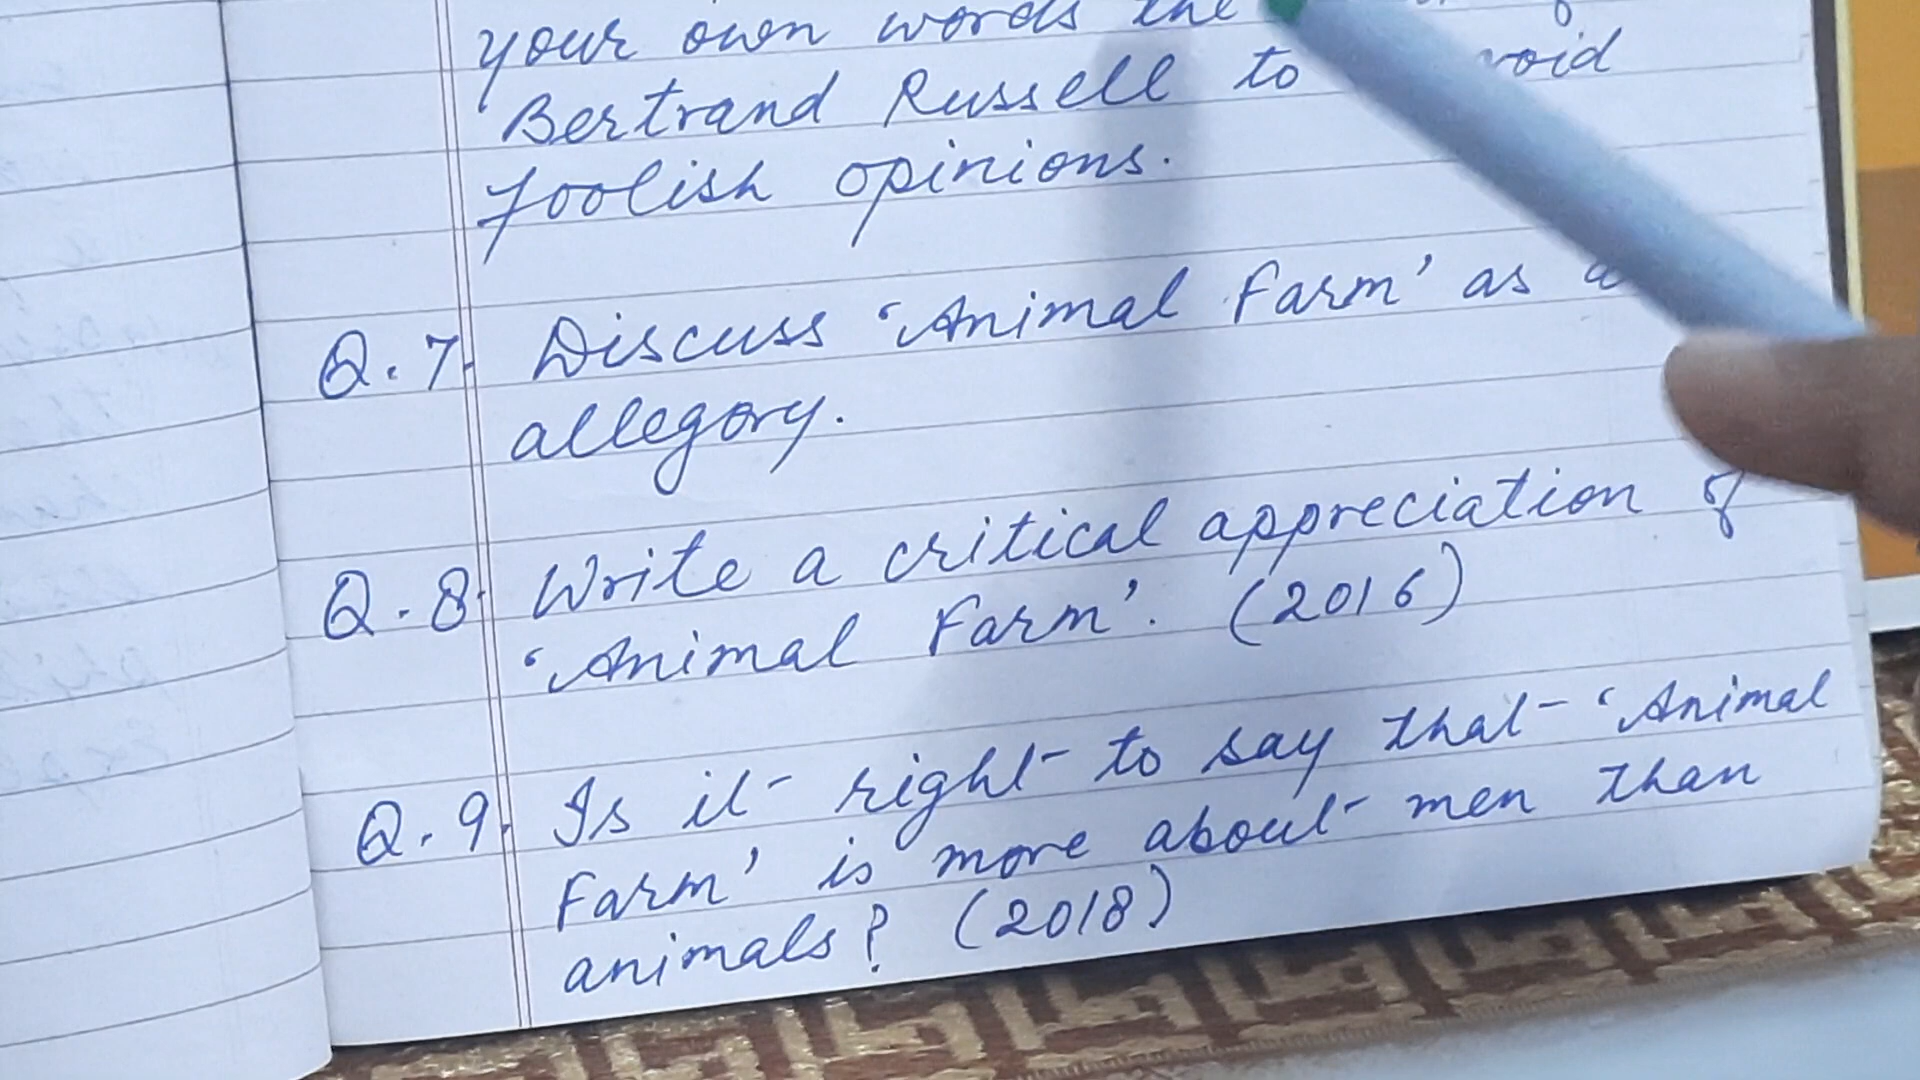 your own words the
Bertrand Russell to
foolish opinions.
Q.7. Discuss 'Animal Farm' as
allegory.
Q.8. Write a critical appreciation of
'Animal Farm'. (2016)
Q.9. Is it right to say that 'Animal
Farm' is more about men than
animals? (2018)